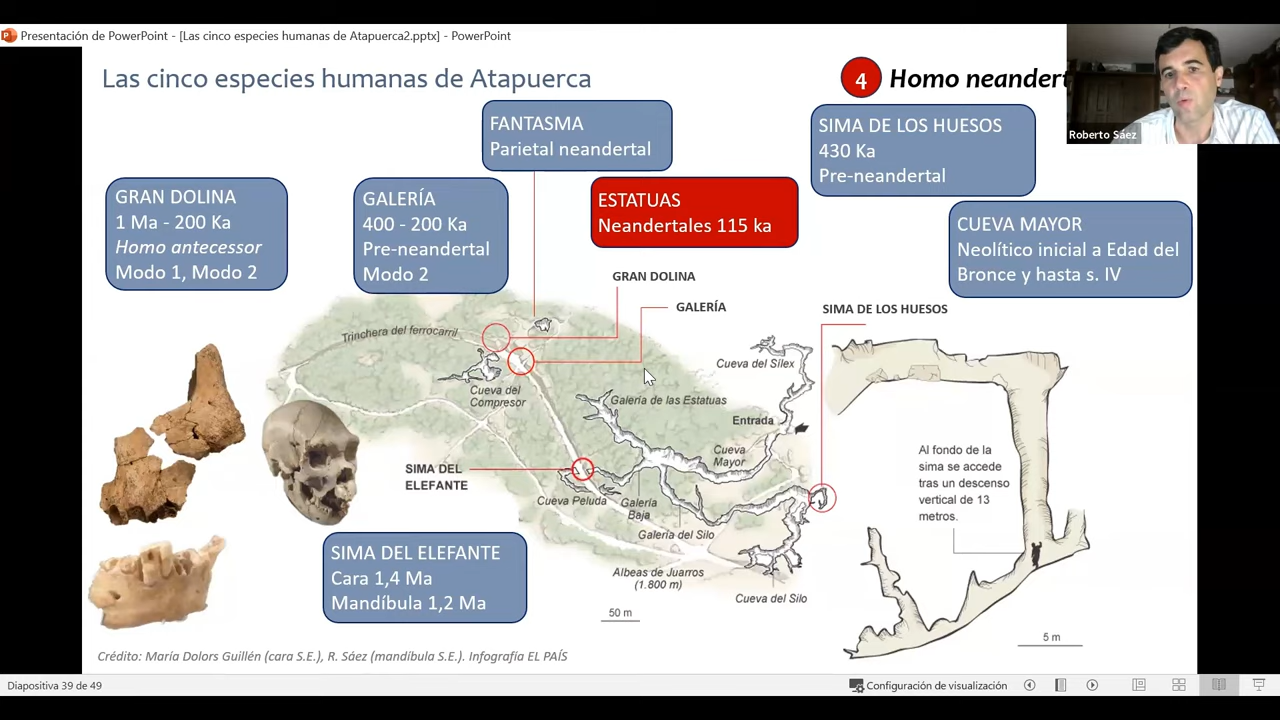 Presentación de PowerPoint - [Las cinco especies humanas de Atapuerca2.pptx] - PowerPoint
Las cinco especies humanas de Atapuerca
4 Homo neandert
Roberto Sáez
FANTASMA
Parietal neandertal
SIMA DE LOS HUESOS
430 Ka
Pre-neandertal
GRAN DOLINA
1 Ma - 200 Ka
Homo antecessor
Modo 1, Modo 2
GALERÍA
400 - 200 Ka
Pre-neandertal
Modo 2
ESTATUAS
Neandertales 115 ka
CUEVA MAYOR
Neolítico inicial a Edad del
Bronce y hasta s. IV
GRAN DOLINA
GALERÍA
SIMA DE LOS HUESOS
Trinchera del ferrocarril
Cueva del
Compresor
Cueva del Sílex
Galería de las Estatuas
Entrada
Cueva
Mayor
SIMA DEL
ELEFANTE
Cueva Peluda
Galería
Baja
Galería del Silo
Albeas de Juarros
(1.800 m)
Cueva del Silo
50 m
Al fondo de la
sima se accede
tras un descenso
vertical de 13
metros.
5 m
SIMA DEL ELEFANTE
Cara 1,4 Ma
Mandíbula 1,2 Ma
Crédito: María Dolors Guillén (cara S.E.), R. Sáez (mandíbula S.E.). Infografía EL PAÍS
Diapositiva 39 de 49
Configuración de visualización